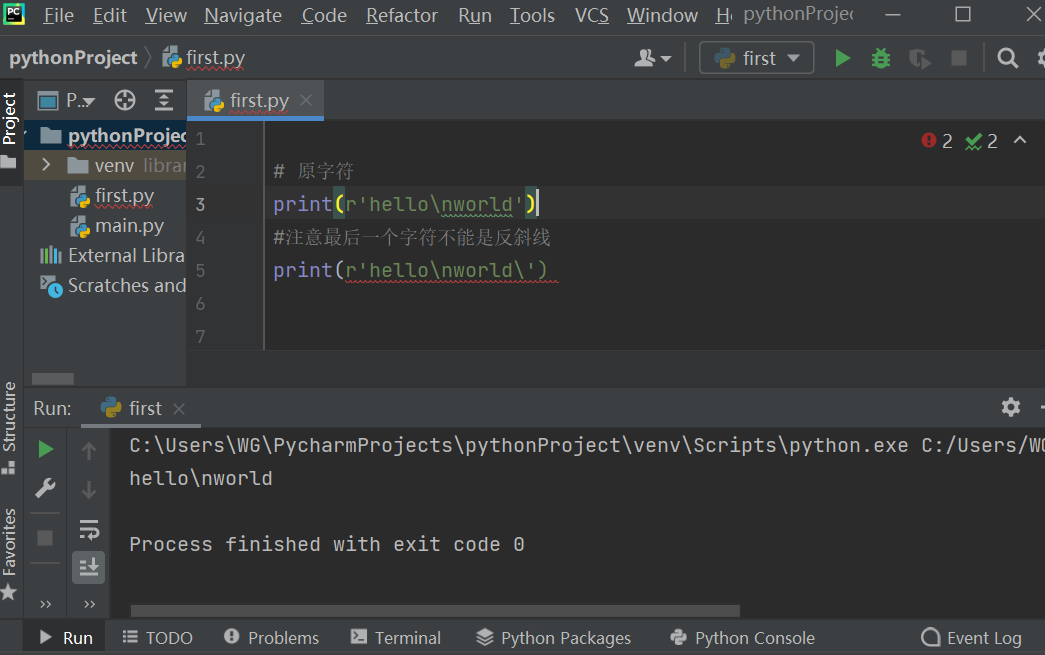 PC File Edit View Navigate Code Refactor Run Tools VCS Window pythonProjec
pythonProject first.py first
P.. first.py
Project
pythonProjec
venv librar
first.py
main.py
External Libra
Scratches and
2 2
1
2 # 原字符
3 print(r'hello\nworld')
4 #注意最后一个字符不能是反斜线
5 print(r'hello\nworld\')
6
7
Structure
Favorites
Run: first
C:\Users\WG\PycharmProjects\pythonProject\venv\Scripts\python.exe C:/Users/WG
hello\nworld
Process finished with exit code 0
Run TODO Problems Terminal Python Packages Python Console Event Log